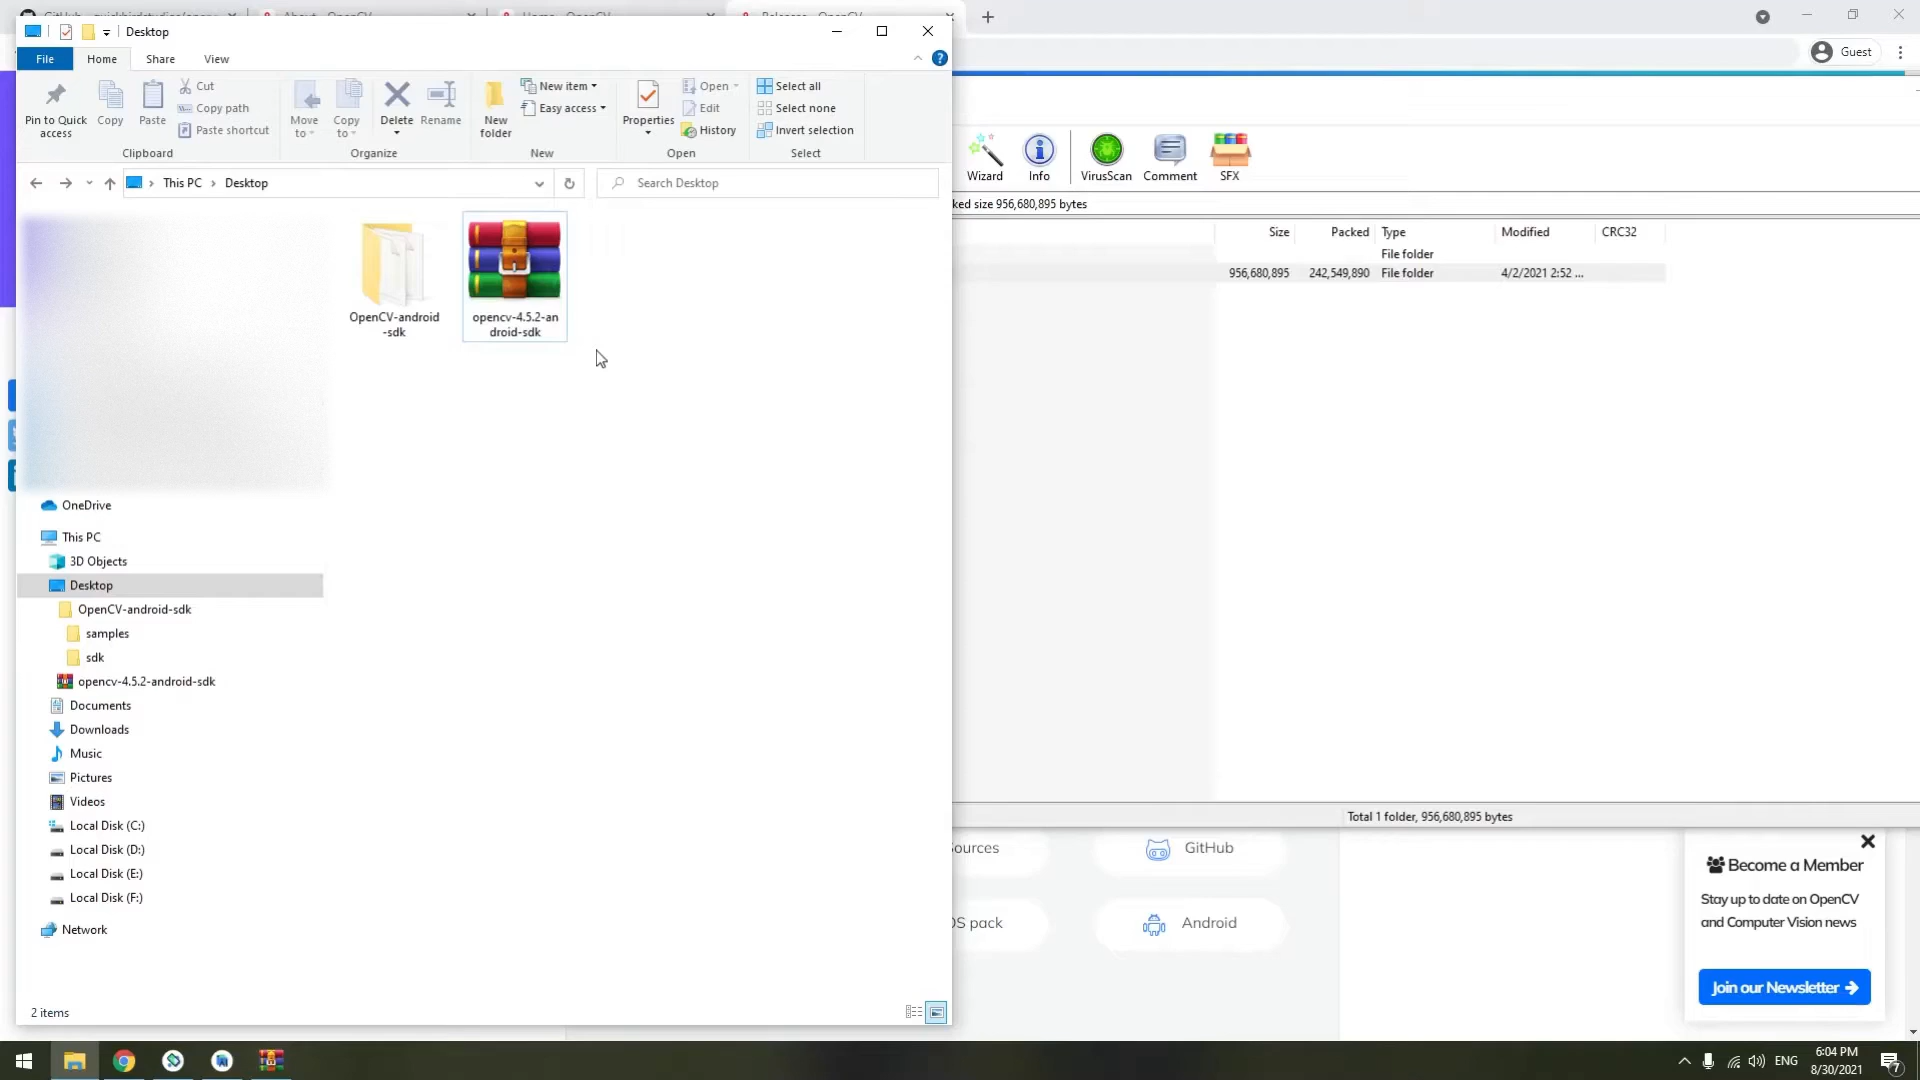 Desktop
Guest
File
Home
Share
View
Pin to Quick access
Copy
Paste
Cut
Copy path
Paste shortcut
Clipboard
Move to
Copy to
Delete
Rename
Organize
New folder
New item
Easy access
New
Properties
Open
Edit
History
Open
Select all
Select none
Invert selection
Select
Wizard
Info
VirusScan
Comment
SFX
This PC
Desktop
Search Desktop
ked size 956,680,895 bytes
Size Packed Type Modified CRC32
File folder
956,680,895 242,549,890 File folder 4/2/2021 2:52 ...
OpenCV-android
-sdk
opencv-4.5.2-an
droid-sdk
OneDrive
This PC
3D Objects
Desktop
OpenCV-android-sdk
samples
sdk
opencv-4.5.2-android-sdk
Documents
Downloads
Music
Pictures
Videos
Local Disk (C:)
Local Disk (D:)
Local Disk (E:)
Local Disk (F:)
Network
2 items
Total 1 folder, 956,680,895 bytes
ources
GitHub
OS pack
Android
Become a Member
Stay up to date on OpenCV
and Computer Vision news
Join our Newsletter
ENG
6:04 PM
8/30/2021
7